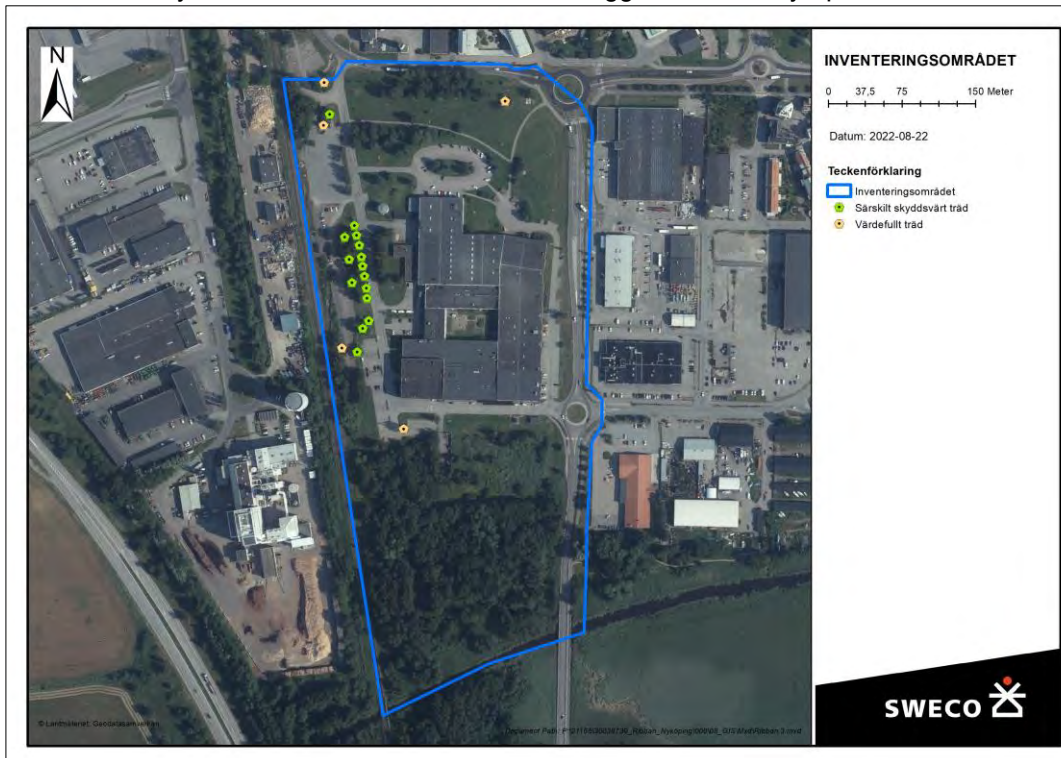 N
INVENTERINGSOMRÅDET
0 37,5 75 150 Meter
Datum: 2022-08-22
Teckenförklaring
Inventeringsområdet
Särskilt skyddsvärt träd
Värdefullt träd
© Lantmäteriet, Geodatasamverkan
SWECO